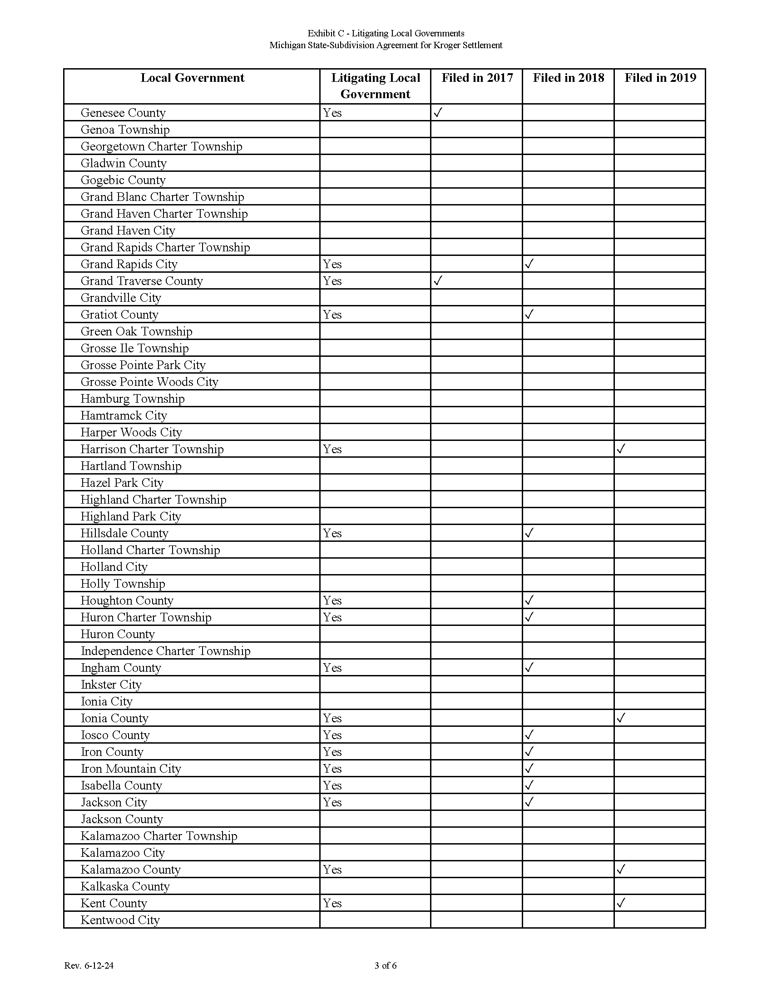 Exhibit C - Litigating Local Governments
Michigan State-Subdivision Agreement for Kroger Settlement
Local Government Litigating Local Government Filed in 2017 Filed in 2018 Filed in 2019
Genesee County Yes ✓
Genoa Township
Georgetown Charter Township
Gladwin County
Gogebic County
Grand Blanc Charter Township
Grand Haven Charter Township
Grand Haven City
Grand Rapids Charter Township
Grand Rapids City Yes ✓
Grand Traverse County Yes ✓
Grandville City
Gratiot County Yes ✓
Green Oak Township
Grosse Ile Township
Grosse Pointe Park City
Grosse Pointe Woods City
Hamburg Township
Hamtramck City
Harper Woods City
Harrison Charter Township Yes ✓
Hartland Township
Hazel Park City
Highland Charter Township
Highland Park City
Hillsdale County Yes ✓
Holland Charter Township
Holland City
Holly Township
Houghton County Yes ✓
Huron Charter Township Yes ✓
Huron County
Independence Charter Township
Ingham County Yes ✓
Inkster City
Ionia City
Ionia County Yes ✓
Iosco County Yes ✓
Iron County Yes ✓
Iron Mountain City Yes ✓
Isabella County Yes ✓
Jackson City Yes ✓
Jackson County
Kalamazoo Charter Township
Kalamazoo City
Kalamazoo County Yes ✓
Kalkaska County
Kent County Yes ✓
Kentwood City
Rev. 6-12-24 3 of 6